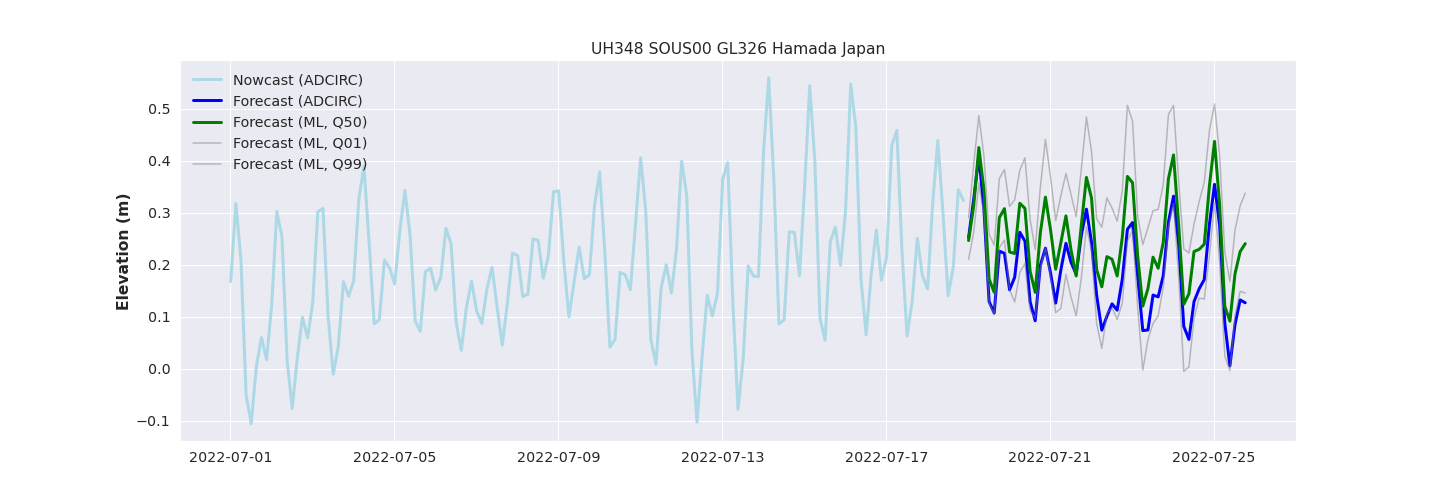 UH348 SOUS00 GL326 Hamada Japan
Nowcast (ADCIRC)
Forecast (ADCIRC)
Forecast (ML, Q50)
Forecast (ML, Q01)
Forecast (ML, Q99)
Elevation (m)
0.5
0.4
0.3
0.2
0.1
0.0
−0.1
2022-07-01 2022-07-05 2022-07-09 2022-07-13 2022-07-17 2022-07-21 2022-07-25